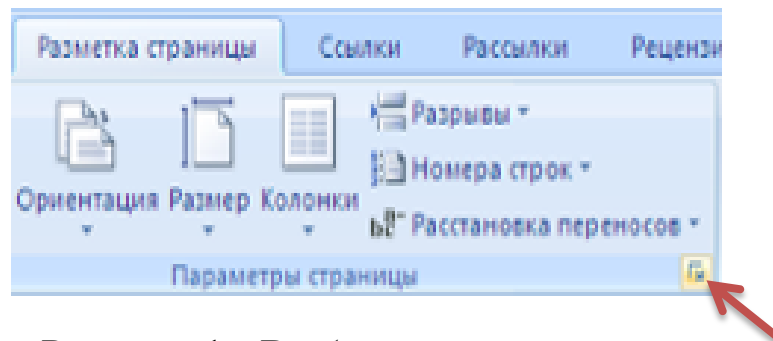 Разметка страницы Ссылки Рассылки Рецензи
Разрывы
Номера строк
Ориентация Размер Колонки
Расстановка переносов
Параметры страницы